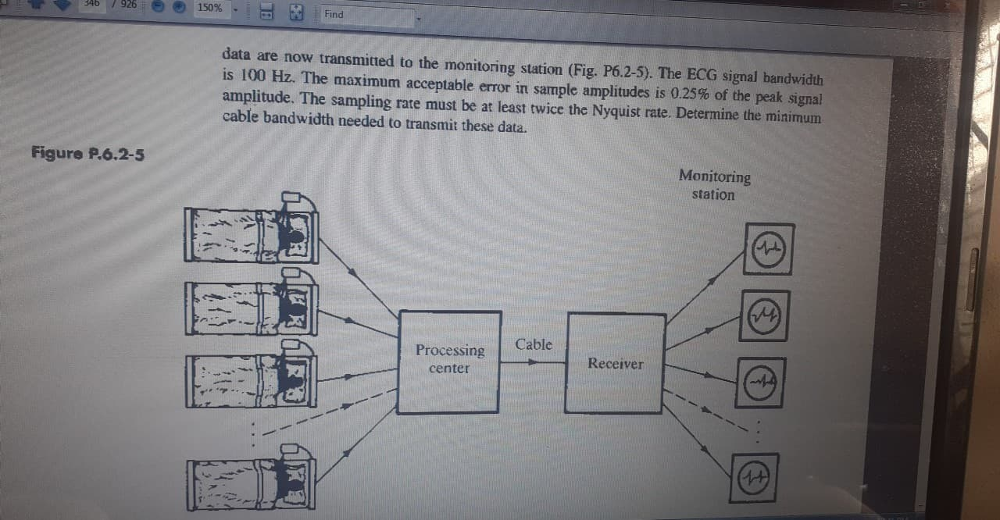 346 / 926 150% Find
data are now transmitted to the monitoring station (Fig. P6.2-5). The ECG signal bandwidth
is 100 Hz. The maximum acceptable error in sample amplitudes is 0.25% of the peak signal
amplitude. The sampling rate must be at least twice the Nyquist rate. Determine the minimum
cable bandwidth needed to transmit these data.
Figure P.6.2-5
Monitoring
station
Processing
center
Cable
Receiver